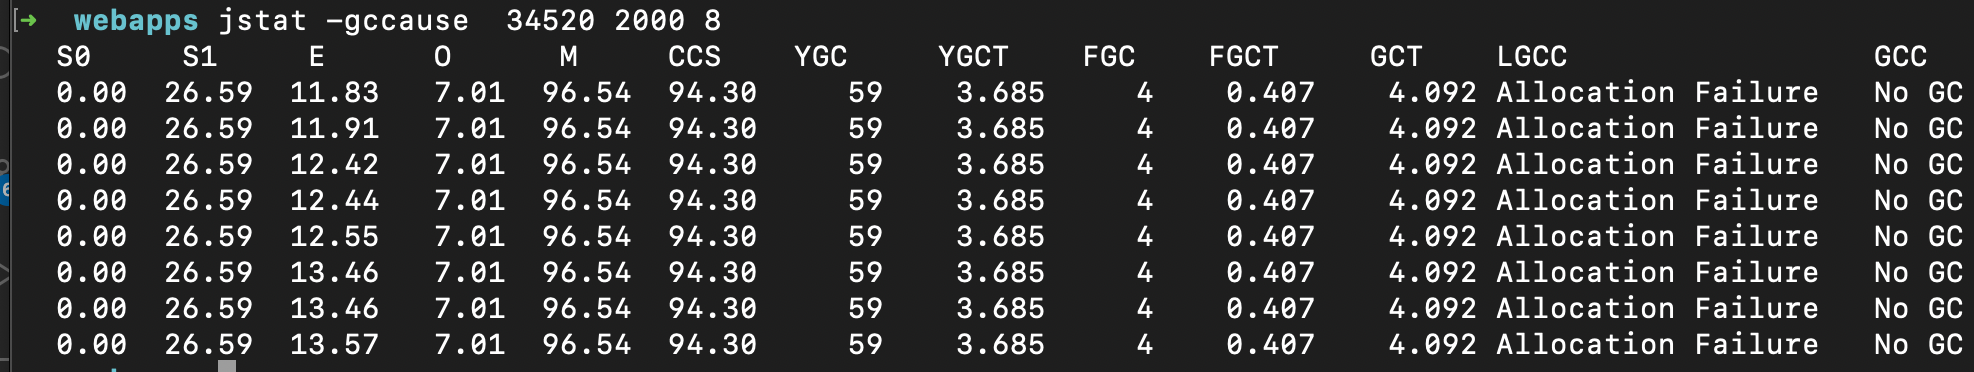 [➜  webapps jstat -gccause  34520 2000 8
S0 S1 E O M CCS YGC YGCT FGC FGCT GCT LGCC GCC
0.00 26.59 11.83 7.01 96.54 94.30 59 3.685 4 0.407 4.092 Allocation Failure No GC
0.00 26.59 11.91 7.01 96.54 94.30 59 3.685 4 0.407 4.092 Allocation Failure No GC
0.00 26.59 12.42 7.01 96.54 94.30 59 3.685 4 0.407 4.092 Allocation Failure No GC
0.00 26.59 12.44 7.01 96.54 94.30 59 3.685 4 0.407 4.092 Allocation Failure No GC
0.00 26.59 12.55 7.01 96.54 94.30 59 3.685 4 0.407 4.092 Allocation Failure No GC
0.00 26.59 13.46 7.01 96.54 94.30 59 3.685 4 0.407 4.092 Allocation Failure No GC
0.00 26.59 13.46 7.01 96.54 94.30 59 3.685 4 0.407 4.092 Allocation Failure No GC
0.00 26.59 13.57 7.01 96.54 94.30 59 3.685 4 0.407 4.092 Allocation Failure No GC